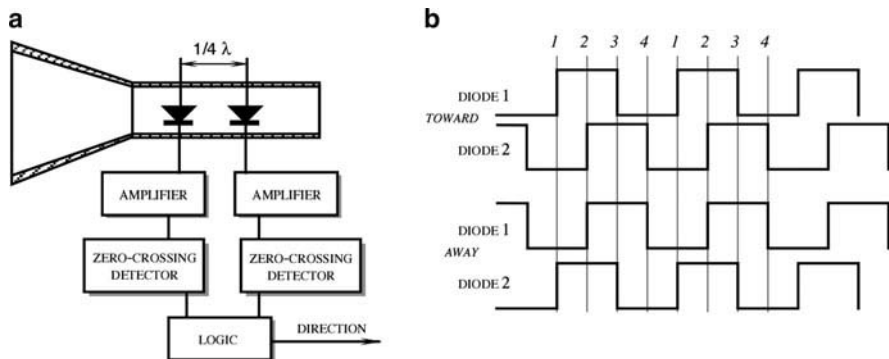 a
1/4 λ
AMPLIFIER
AMPLIFIER
ZERO-CROSSING
DETECTOR
ZERO-CROSSING
DETECTOR
LOGIC
DIRECTION
b
1 2 3 4 1 2 3 4
DIODE 1
TOWARD
DIODE 2
DIODE 1
AWAY
DIODE 2